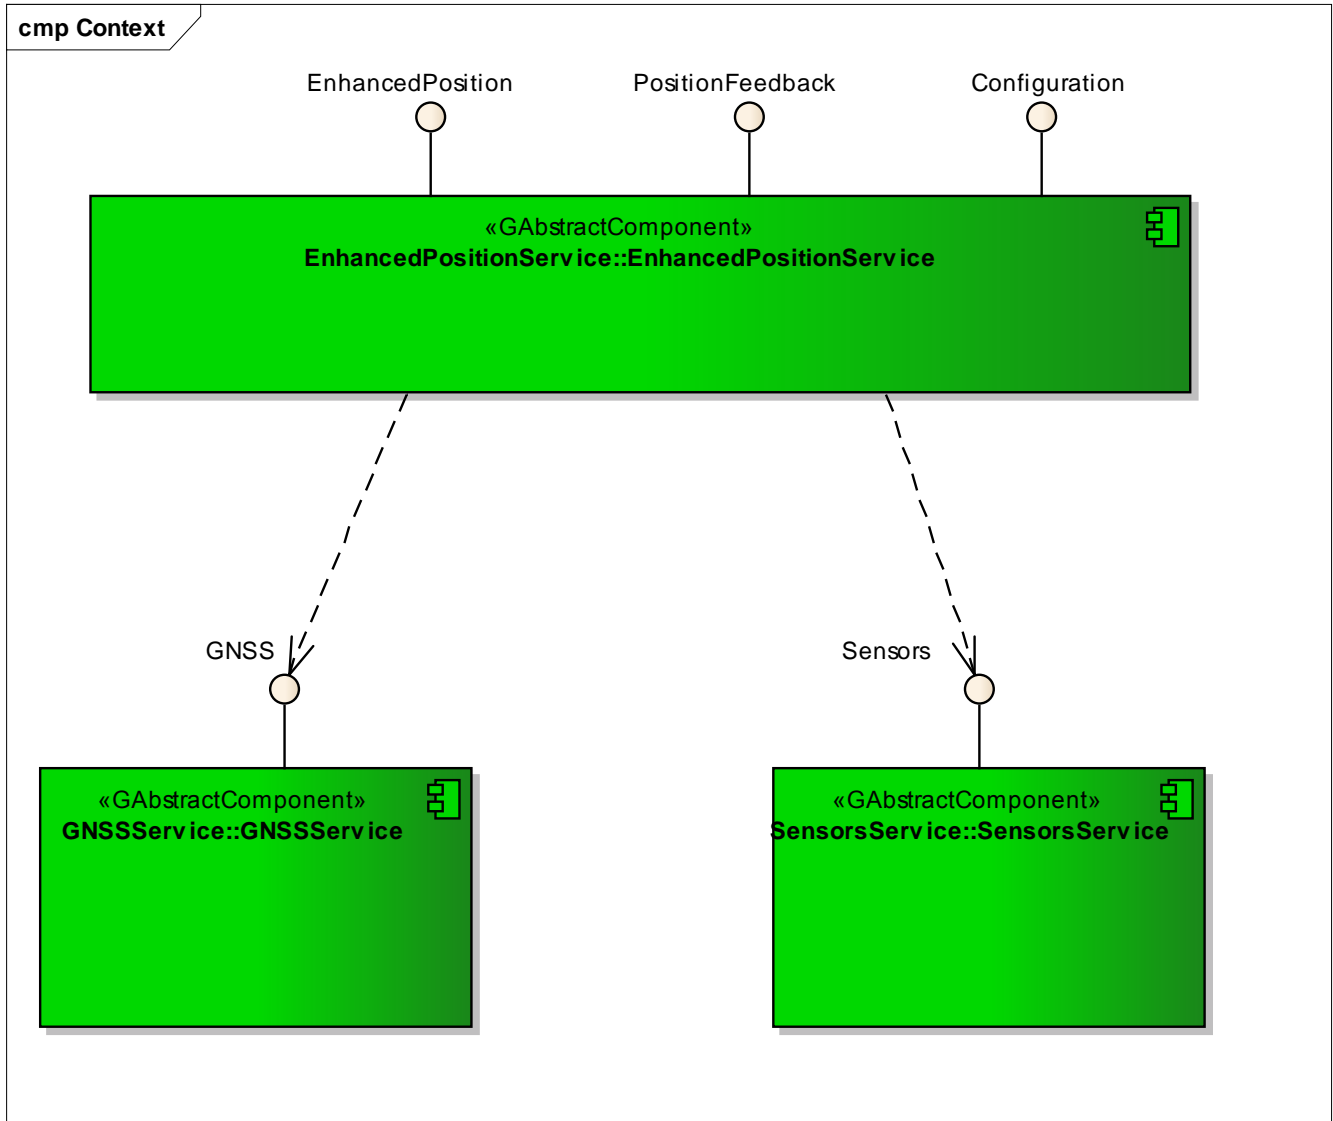 cmp Context
EnhancedPosition
PositionFeedback
Configuration
«GAbstractComponent»
EnhancedPositionService::EnhancedPositionService
GNSS
Sensors
«GAbstractComponent»
GNSSService::GNSSService
«GAbstractComponent»
SensorsService::SensorsService